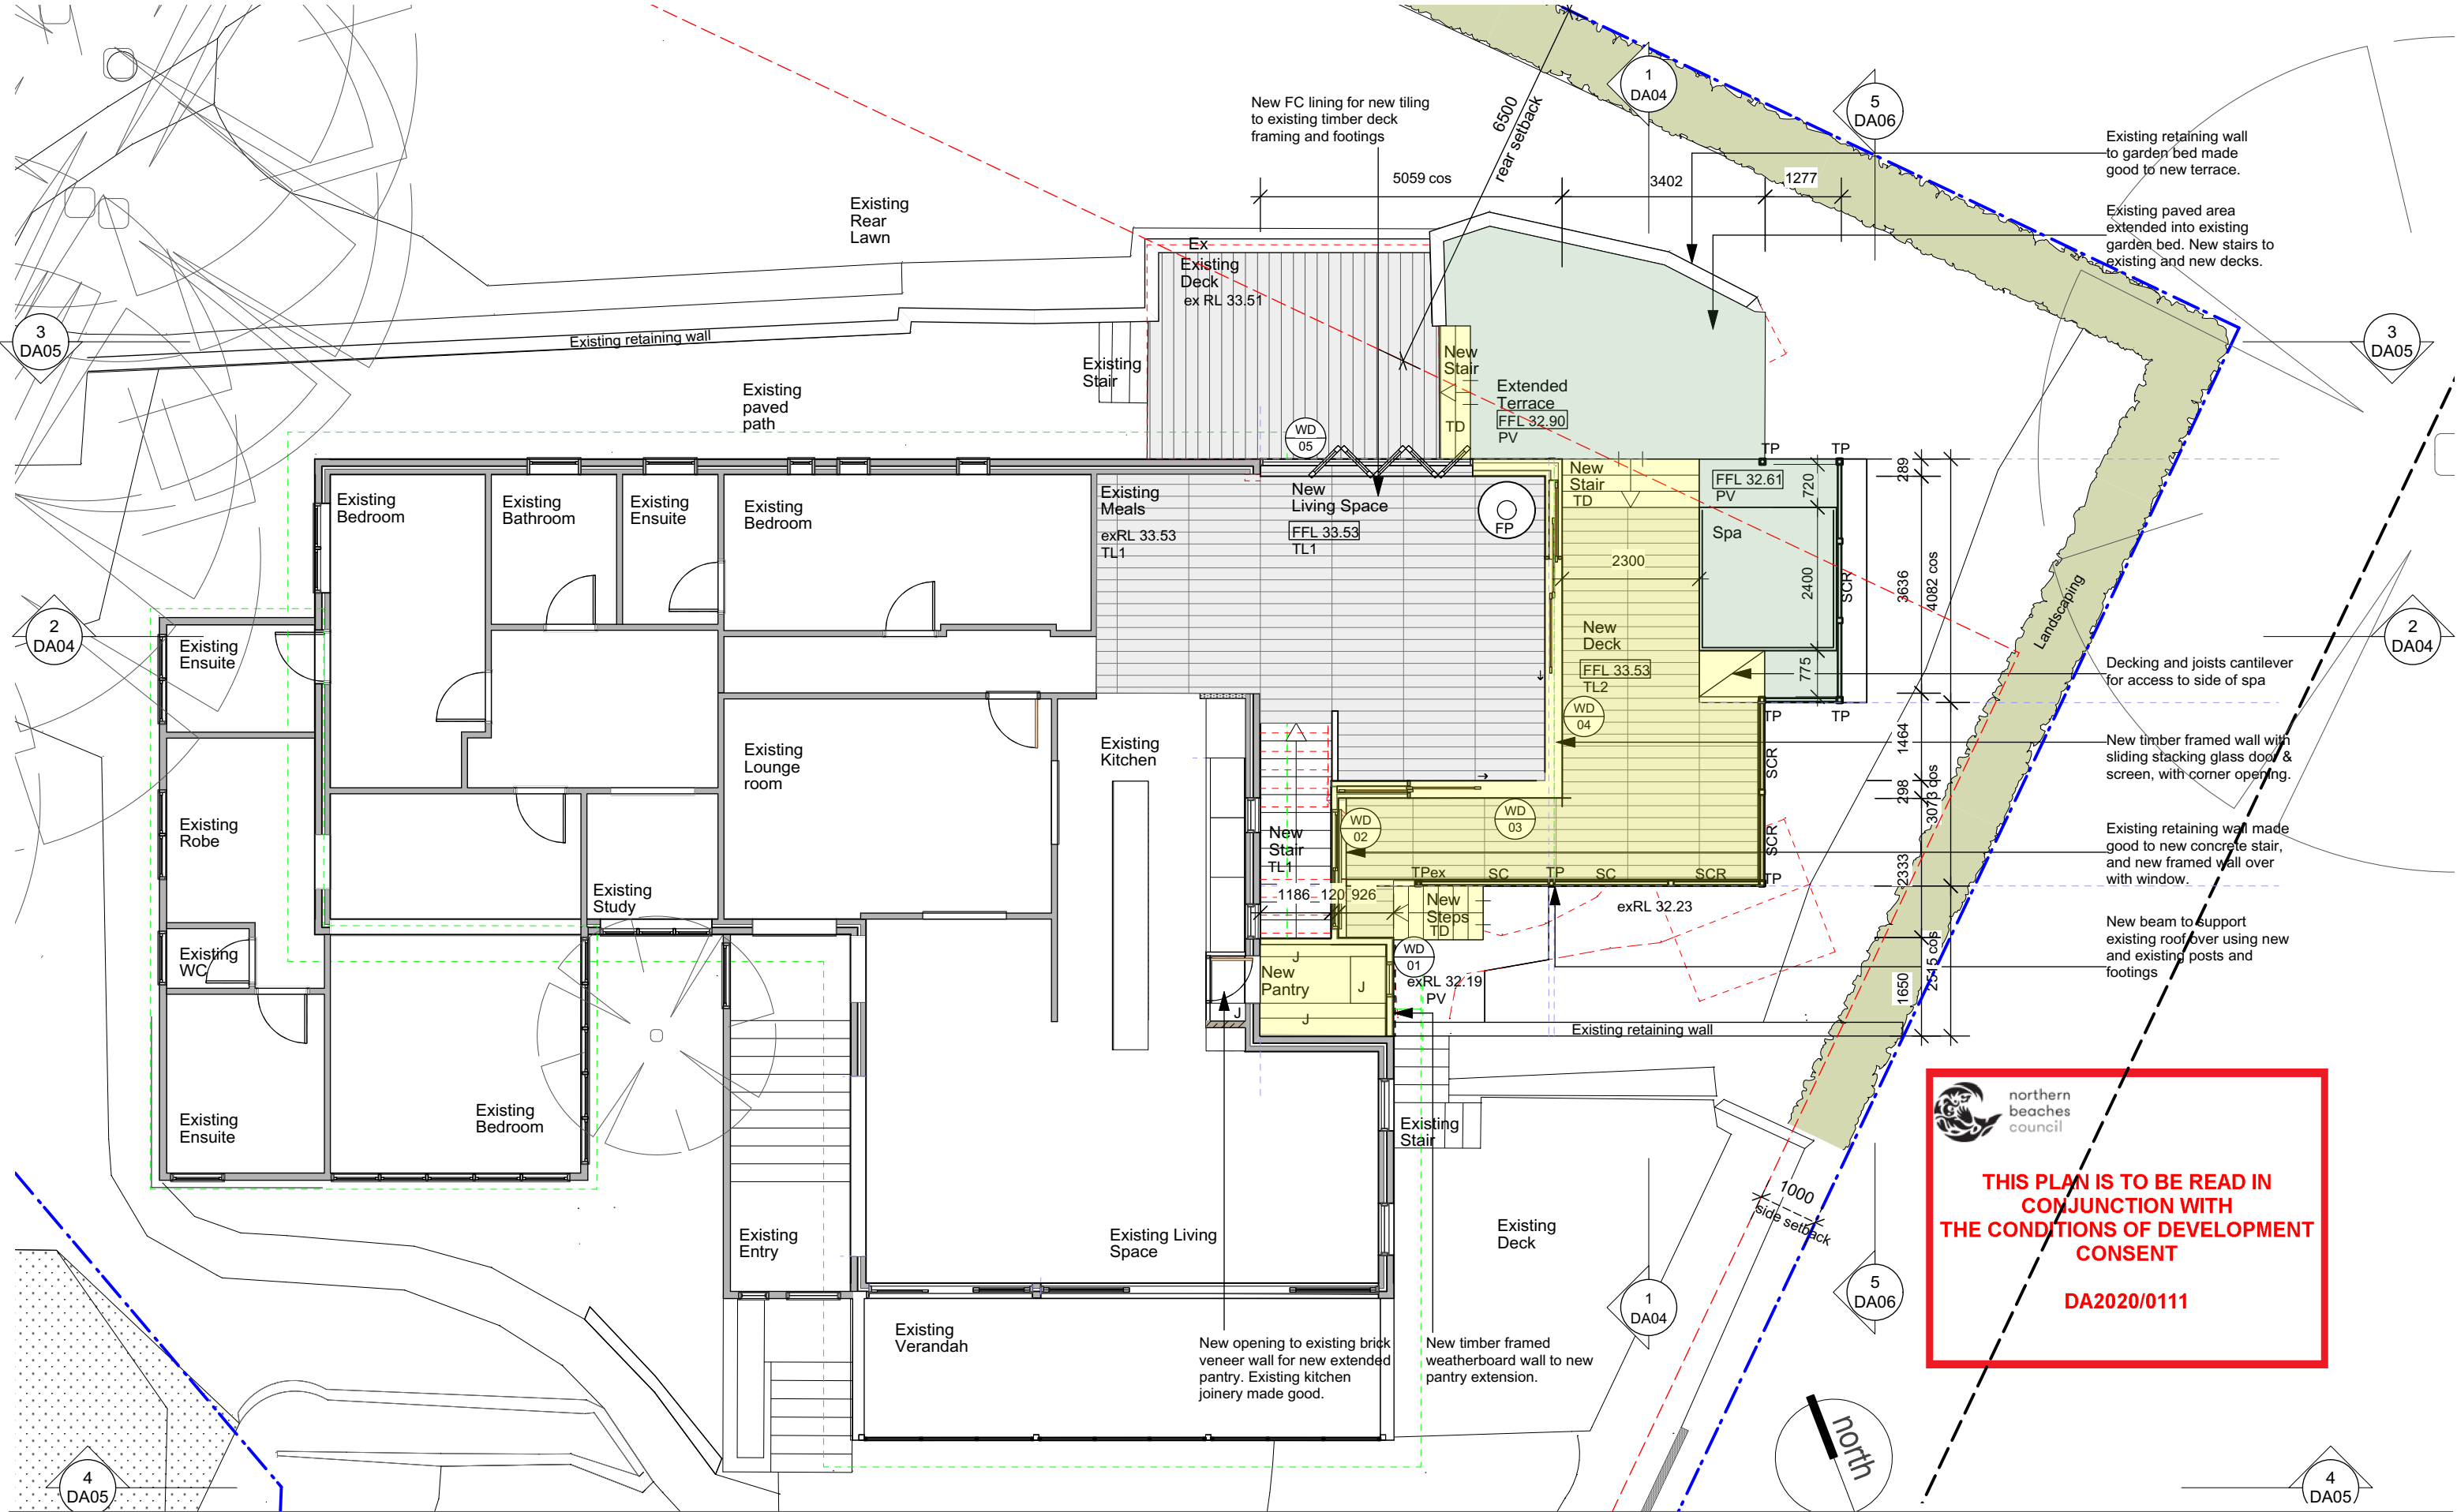 1
DA04
5
DA06
New FC lining for new tiling
to existing timber deck
framing and footings
6500
rear setback
Existing retaining wall
to garden bed made
good to new terrace.
5059 cos
3402
1277
Existing
Rear
Lawn
Existing paved area
extended into existing
garden bed. New stairs to
existing and new decks.
Ex
Existing
Deck
ex RL 33.51
3
DA05
Existing retaining wall
Existing
Stair
New
Stair
TD
3
DA05
Existing
paved
path
Extended
Terrace
FFL 32.90
PV
WD
05
TP
TP
Existing
Bedroom
Existing
Bathroom
Existing
Ensuite
Existing
Bedroom
Existing
Meals
exRL 33.53
TL1
New
Living Space
FFL 33.53
TL1
FP
New
Stair
TD
FFL 32.61
PV
720
289
Spa
2300
2400
SCR
3636
4082 cos
Landscaping
2
DA04
Existing
Ensuite
New
Deck
FFL 33.53
TL2
775
2
DA04
Decking and joists cantilever
for access to side of spa
WD
04
TP
TP
Existing
Lounge
room
Existing
Kitchen
SCR
1464
New timber framed wall with
sliding stacking glass door &
screen, with corner opening.
298
3073 cos
Existing
Robe
New
Stair
TL1
WD
02
WD
03
SCR
Existing retaining wall made
good to new concrete stair,
and new framed wall over
with window.
2333
Existing
Study
TPex
SC
TP
SC
SCR
TP
1186
120
926
New
Steps
TD
exRL 32.23
New beam to support
existing roof over using new
and existing posts and
footings
Existing
WC
J
New
Pantry
J
J
J
WD
01
exRL 32.19
PV
1650
2515 cos
Existing retaining wall
Existing
Ensuite
Existing
Bedroom
Existing
Stair
northern
beaches
council
THIS PLAN IS TO BE READ IN
CONJUNCTION WITH
THE CONDITIONS OF DEVELOPMENT
CONSENT
DA2020/0111
1000
side setback
Existing
Entry
Existing Living
Space
Existing
Deck
1
DA04
5
DA06
Existing
Verandah
New opening to existing brick
veneer wall for new extended
pantry. Existing kitchen
joinery made good.
New timber framed
weatherboard wall to new
pantry extension.
north
4
DA05
4
DA05